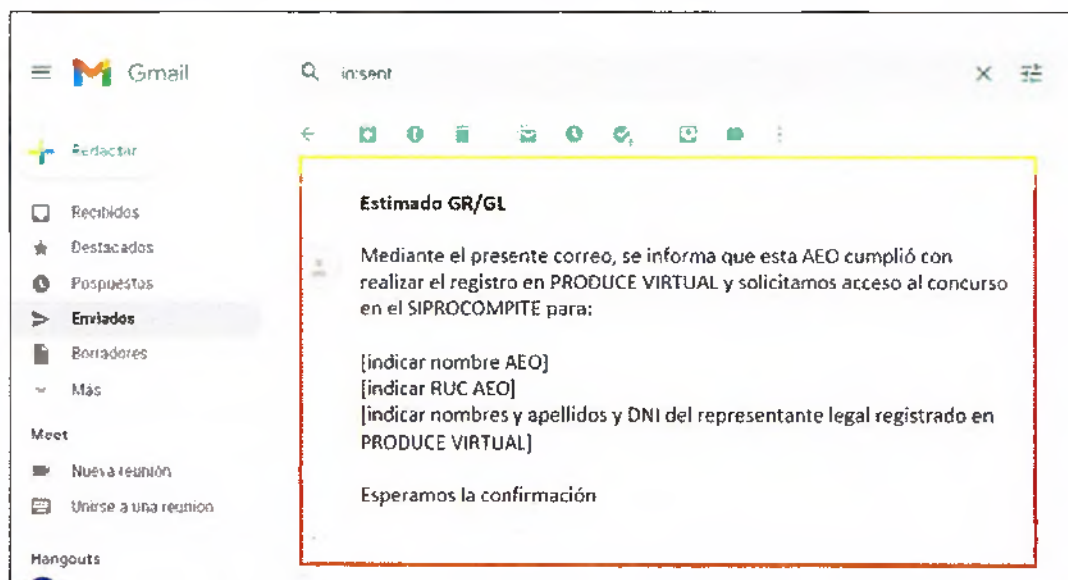 Gmail
in:sent
Redactar
Recibidos
Destacados
Pospuestos
Enviados
Borradores
Más
Meet
Nueva reunión
Unirse a una reunión
Hangouts
Estimado GR/GL
Mediante el presente correo, se informa que esta AEO cumplió con
realizar el registro en PRODUCE VIRTUAL y solicitamos acceso al concurso
en el SIPROCOMPITE para:
[indicar nombre AEO]
[indicar RUC AEO]
[indicar nombres y apellidos y DNI del representante legal registrado en
PRODUCE VIRTUAL]
Esperamos la confirmación